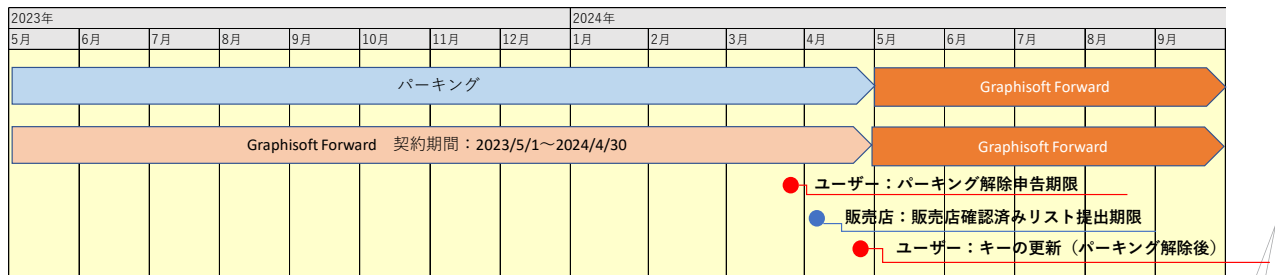 2023年 2024年
5月 6月 7月 8月 9月 10月 11月 12月 1月 2月 3月 4月 5月 6月 7月 8月 9月
パーキング Graphisoft Forward
Graphisoft Forward　契約期間：2023/5/1～2024/4/30 Graphisoft Forward
ユーザー：パーキング解除申告期限
販売店：販売店確認済みリスト提出期限
ユーザー：キーの更新（パーキング解除後）